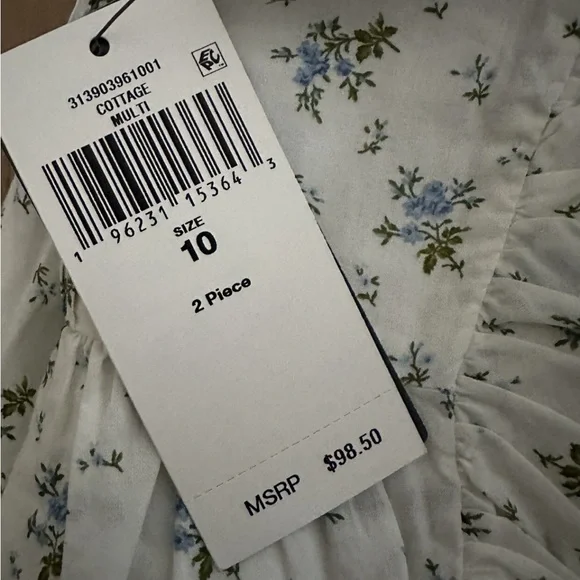 313903961001
COTTAGE
MULTI
1 96231 15364 3
SIZE
10
2 Piece
MSRP $98.50